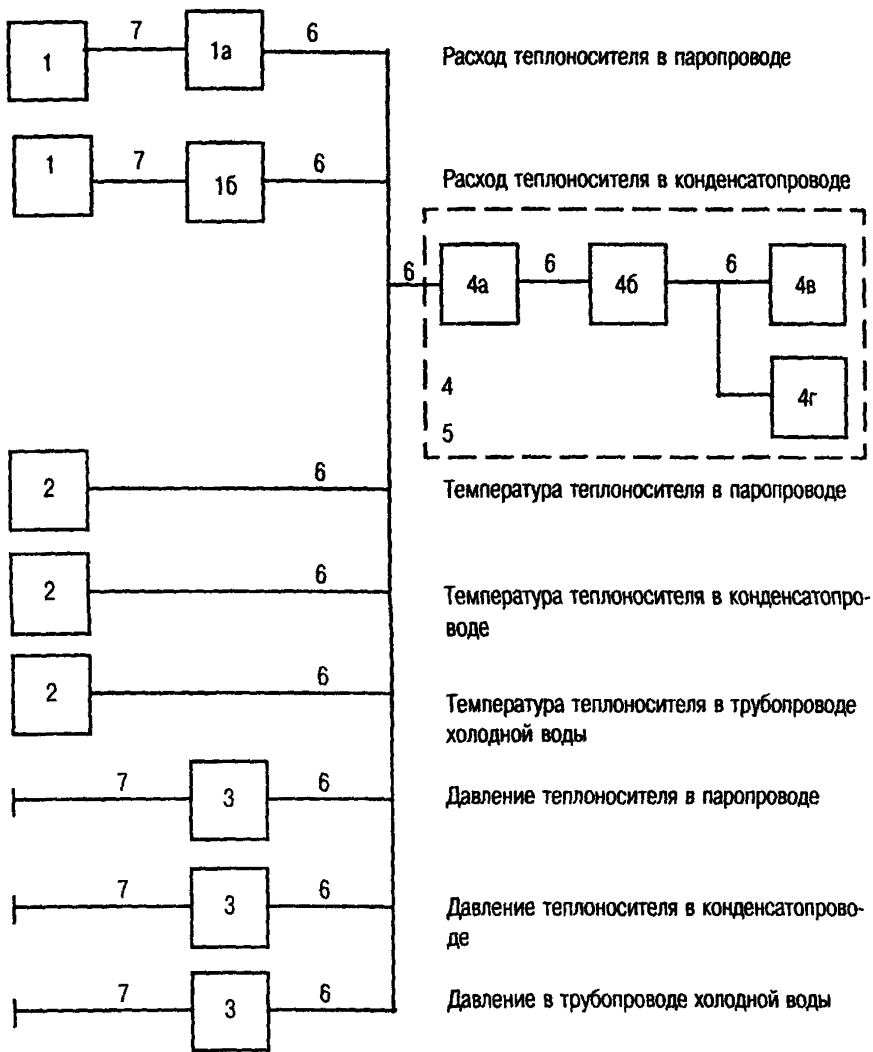 1 7 1а 6 Расход теплоносителя в паропроводе
1 7 1б 6 Расход теплоносителя в конденсатопроводе
6 4а 6 4б 6 4в
4 4г
5
2 6 Температура теплоносителя в паропроводе
2 6 Температура теплоносителя в конденсатопро-
воде
2 6 Температура теплоносителя в трубопроводе
холодной воды
7 3 6 Давление теплоносителя в паропроводе
7 3 6 Давление теплоносителя в конденсатопрово-
де
7 3 6 Давление в трубопроводе холодной воды